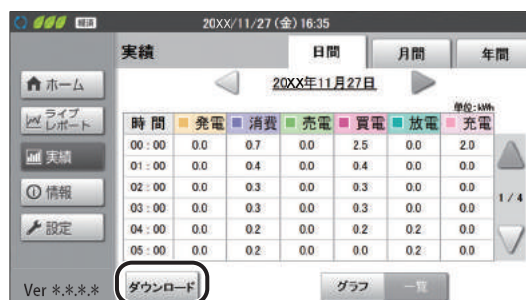 経済 20XX/11/27 (金) 16:35
実績 日間 月間 年間
ホーム
20XX年11月27日
単位:kWh
ライブ
レポート
実績
情報
設定
時 間 発電 消費 売電 買電 放電 充電
00 : 00 0.0 0.7 0.0 2.5 0.0 2.0
01 : 00 0.0 0.4 0.0 0.4 0.0 0.0
02 : 00 0.0 0.3 0.0 0.3 0.0 0.0
03 : 00 0.0 0.3 0.0 0.3 0.0 0.0
04 : 00 0.0 0.2 0.0 0.2 0.2 0.0
05 : 00 0.0 0.2 0.0 0.0 0.2 0.0
1 / 4
Ver *.*.*.* ダウンロード グラフ 一覧